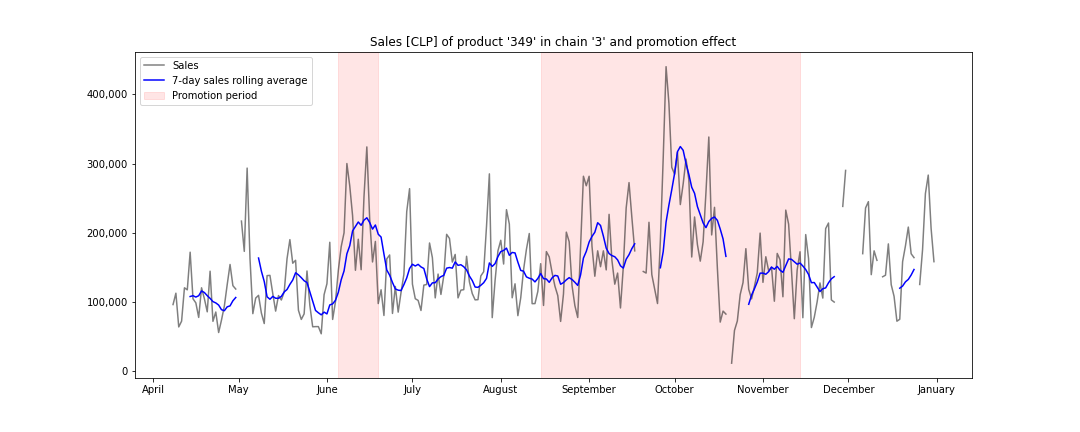 Sales [CLP] of product '349' in chain '3' and promotion effect
Sales
7-day sales rolling average
Promotion period
400,000
300,000
200,000
100,000
0
April May June July August September October November December January